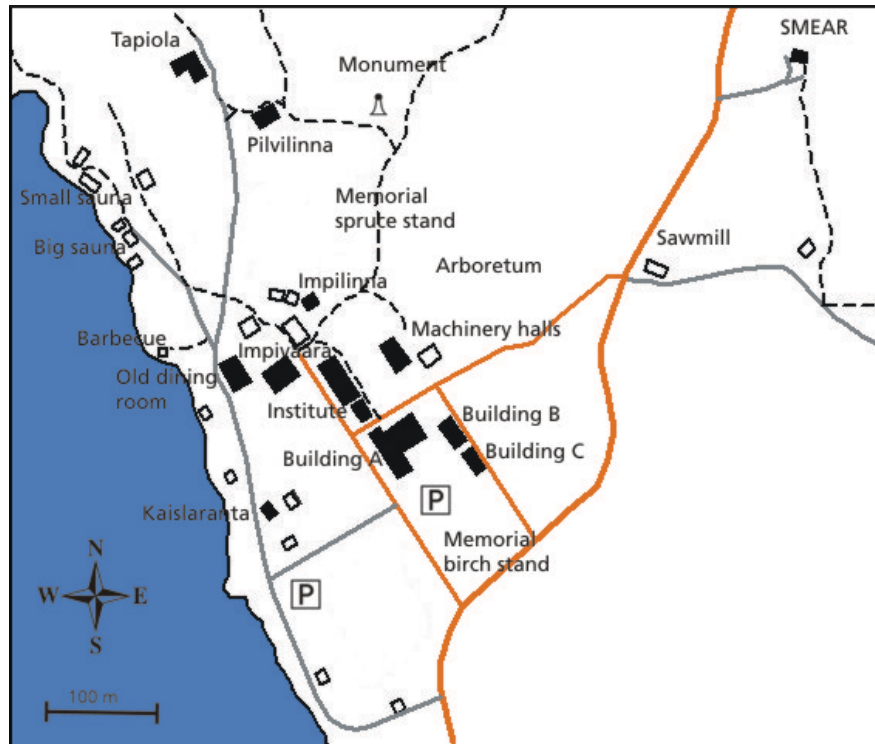 SMEAR
Tapiola
Monument
Pilvilinna
Small sauna
Memorial
spruce stand
Big sauna
Sawmill
Arboretum
Impilinna
Machinery halls
Barbecue
Impivaara
Old dining
room
Institute
Building B
Building A
Building C
P
Kaislaranta
Memorial
birch stand
N
W
E
S
P
100 m